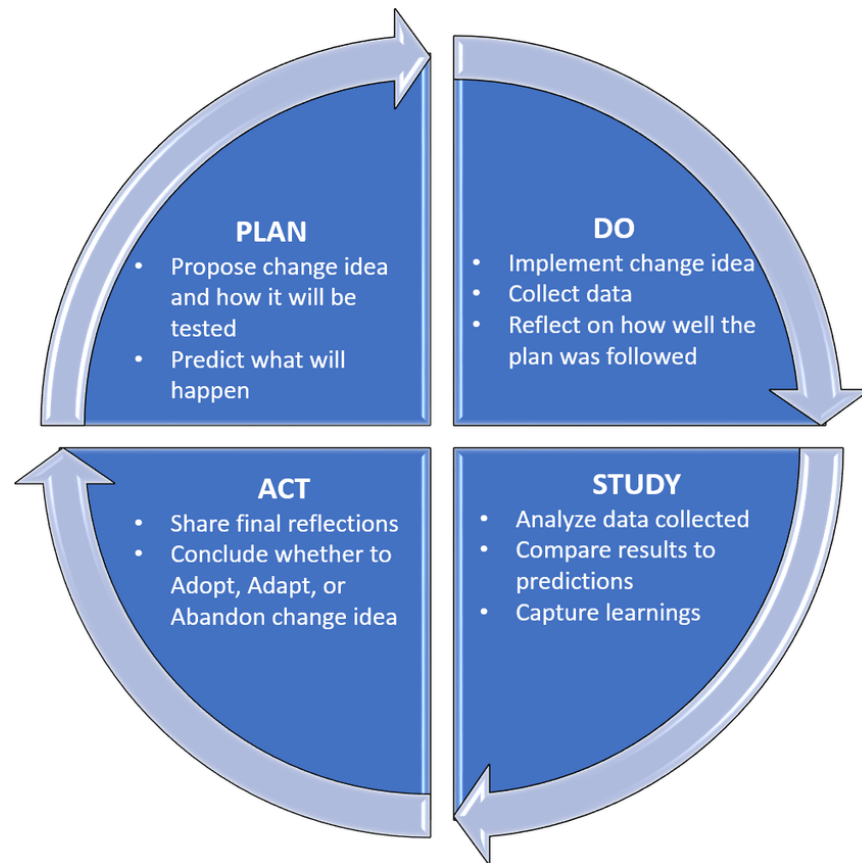 PLAN
• Propose change idea
and how it will be
tested
• Predict what will
happen
DO
• Implement change idea
• Collect data
• Reflect on how well the
plan was followed
STUDY
• Analyze data collected
• Compare results to
predictions
• Capture learnings
ACT
• Share final reflections
• Conclude whether to
Adopt, Adapt, or
Abandon change idea